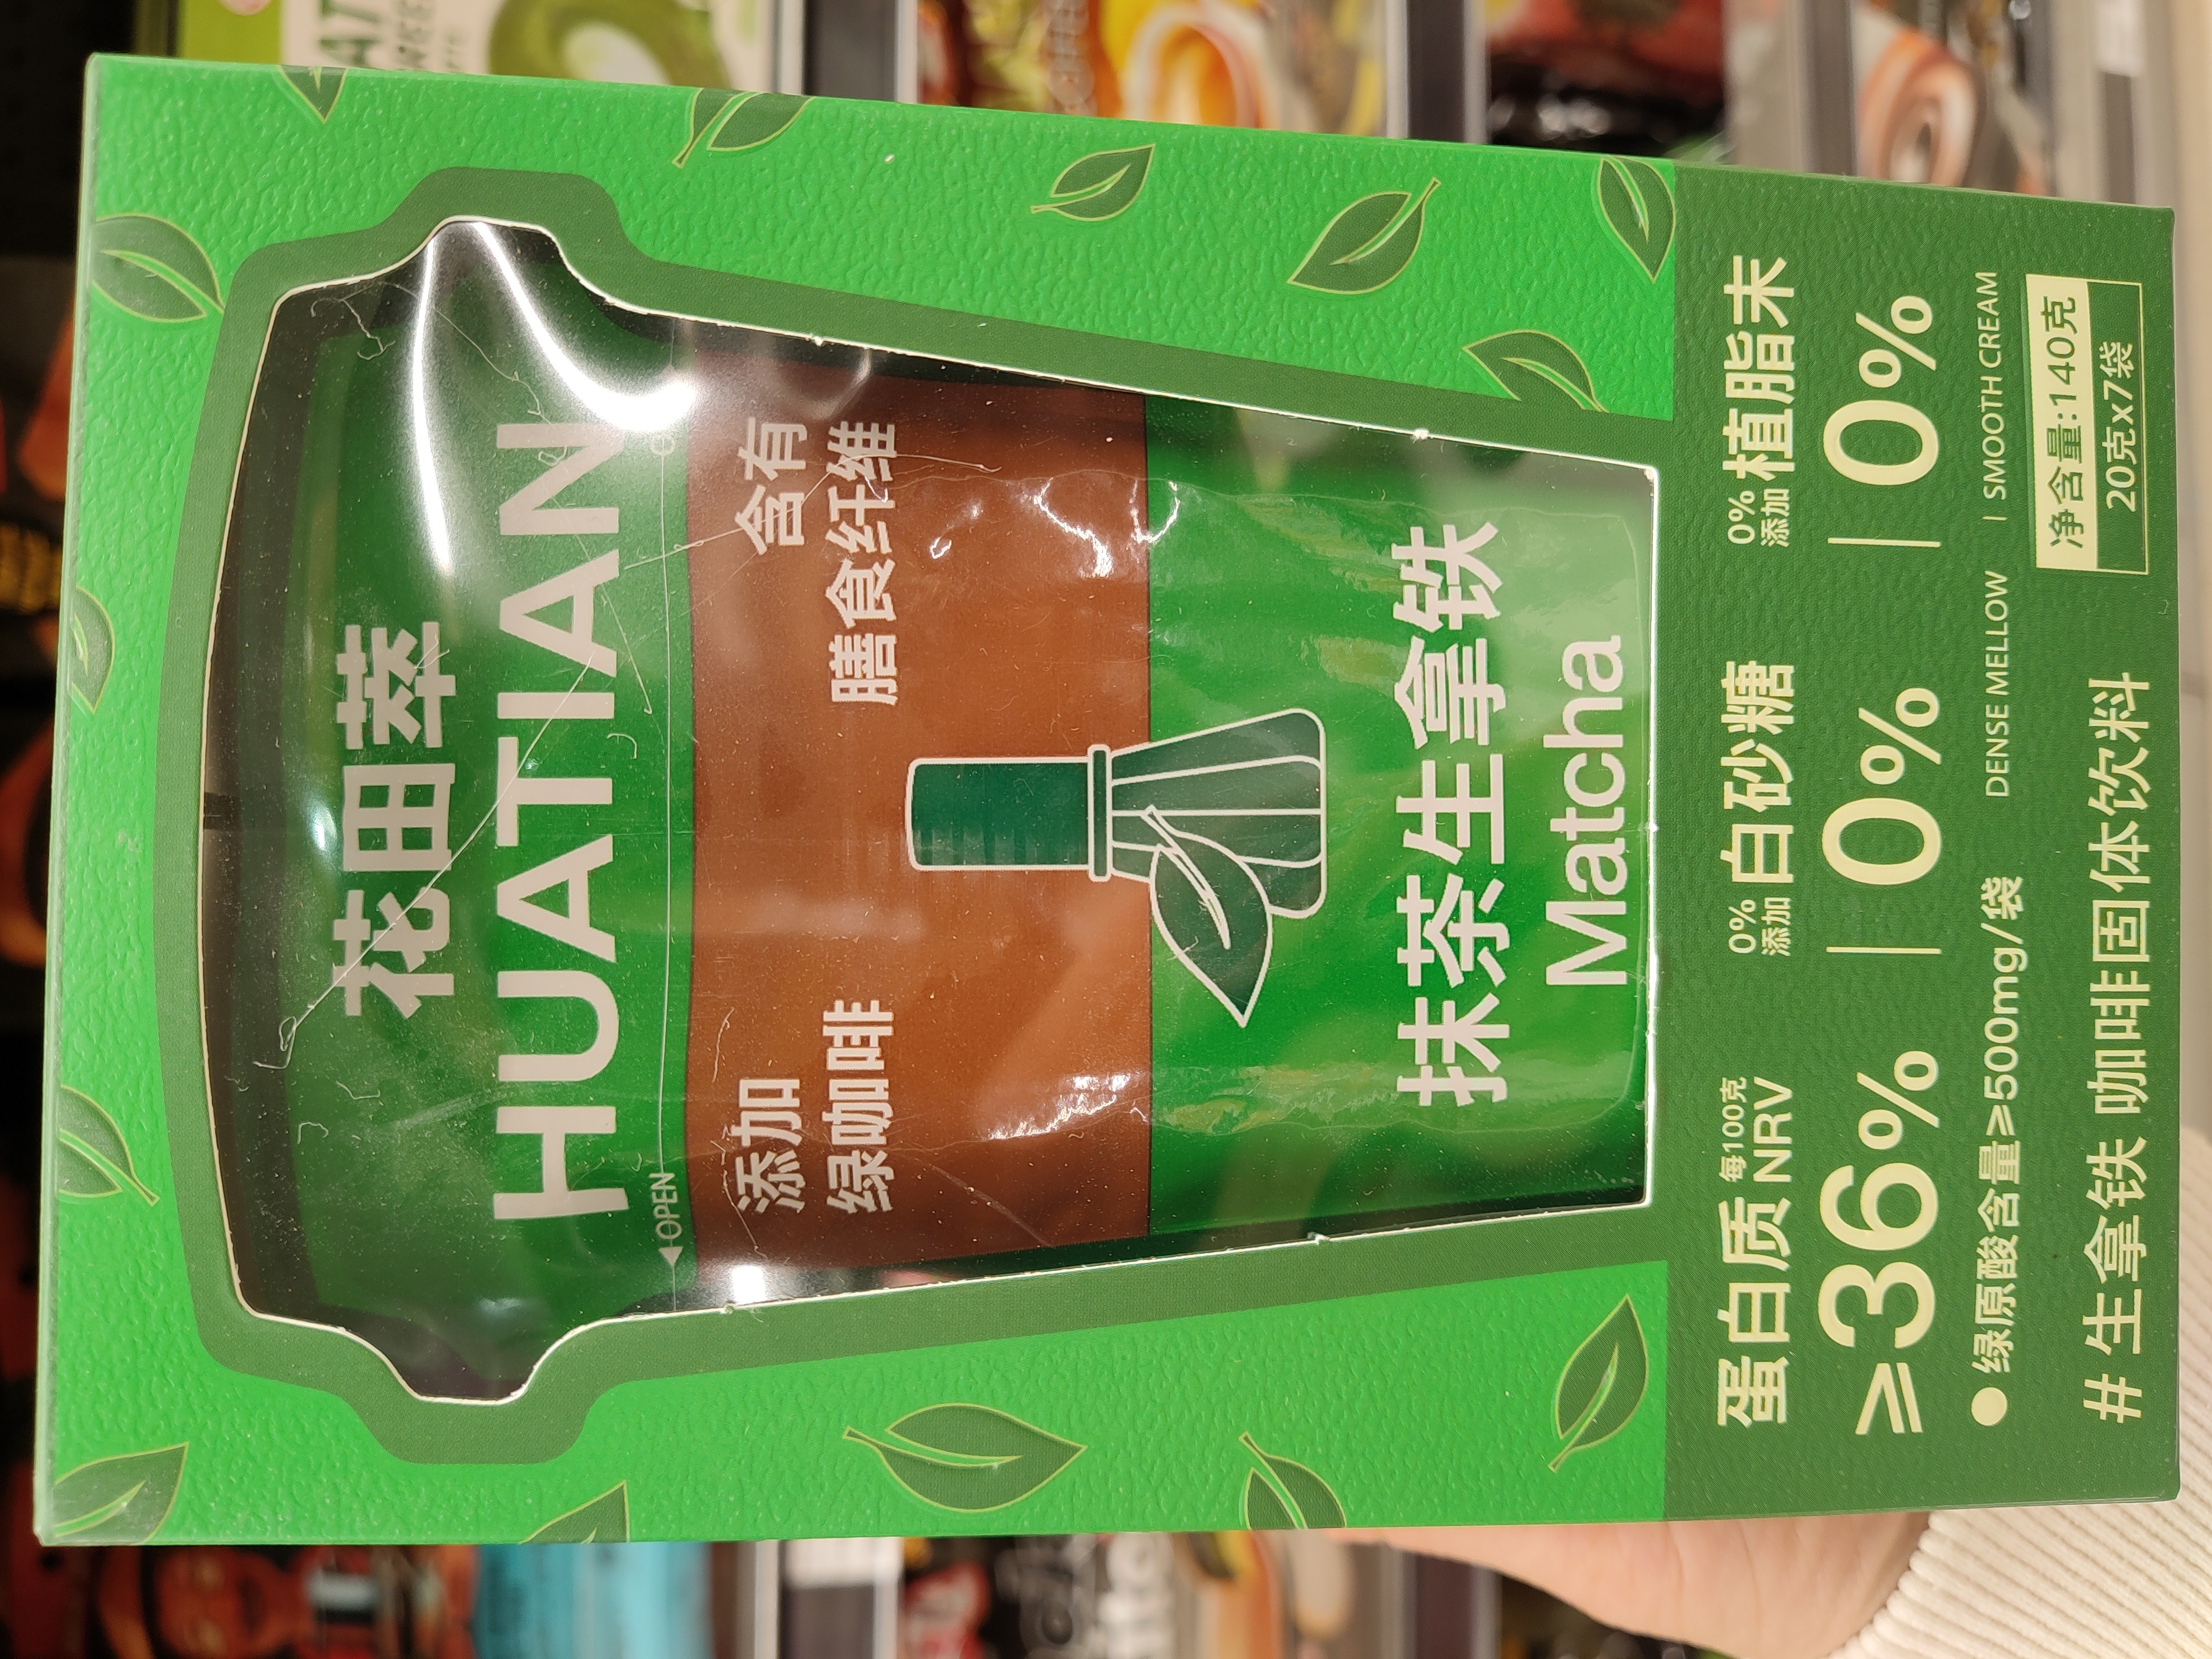 花田萃
HUATIAN
OPEN
添加
绿咖啡
含有
膳食纤维
抹茶生拿铁
Matcha
蛋白质 每100克 NRV
≥36%
0% 添加 白砂糖
0%
0% 添加 植脂末
0%
●绿原酸含量≥500mg/袋
DENSE MELLOW | SMOOTH CREAM
净含量:140克
20克x7袋
#生拿铁 咖啡固体饮料